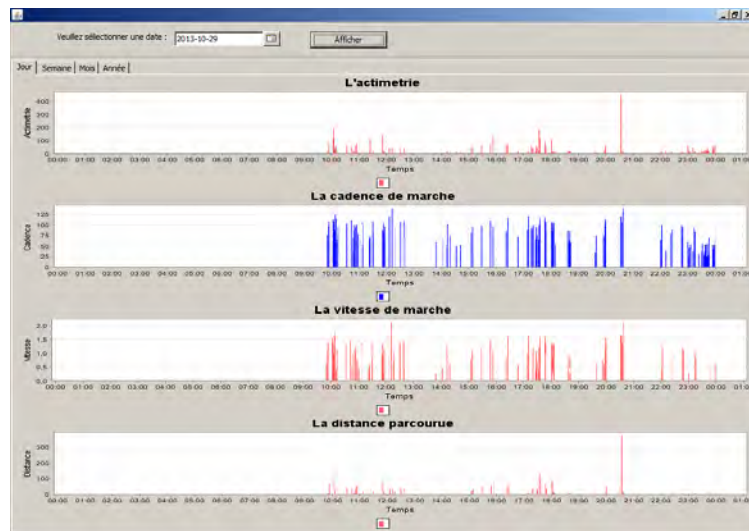 Veuillez sélectionner une date : 2013-10-29 Afficher
Jour Semaine Mois Année
L'actimetrie
Actimetrie
400
300
200
100
0
00:00 01:00 02:00 03:00 04:00 05:00 06:00 07:00 08:00 09:00 10:00 11:00 12:00 13:00 14:00 15:00 16:00 17:00 18:00 19:00 20:00 21:00 22:00 23:00 00:00 01:00
Temps
La cadence de marche
Cadence
125
100
75
50
25
0
00:00 01:00 02:00 03:00 04:00 05:00 06:00 07:00 08:00 09:00 10:00 11:00 12:00 13:00 14:00 15:00 16:00 17:00 18:00 19:00 20:00 21:00 22:00 23:00 00:00 01:00
Temps
La vitesse de marche
Vitesse
2,0
1,5
1,0
0,5
0,0
00:00 01:00 02:00 03:00 04:00 05:00 06:00 07:00 08:00 09:00 10:00 11:00 12:00 13:00 14:00 15:00 16:00 17:00 18:00 19:00 20:00 21:00 22:00 23:00 00:00 01:00
Temps
La distance parcourue
Distance
300
200
100
0
00:00 01:00 02:00 03:00 04:00 05:00 06:00 07:00 08:00 09:00 10:00 11:00 12:00 13:00 14:00 15:00 16:00 17:00 18:00 19:00 20:00 21:00 22:00 23:00 00:00 01:00
Temps